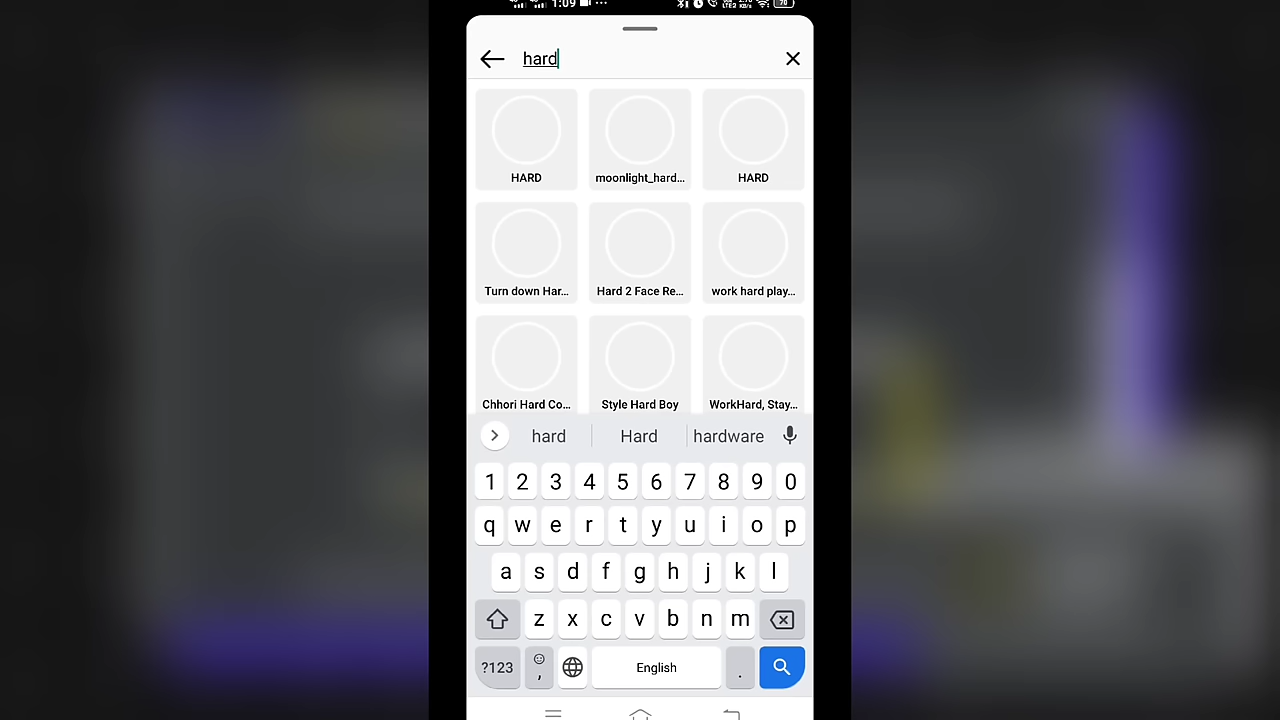 1:09
70
hard
HARD
moonlight_hard...
HARD
Turn down Har...
Hard 2 Face Re...
work hard play...
Chhori Hard Co...
Style Hard Boy
WorkHard, Stay...
hard Hard hardware
1 2 3 4 5 6 7 8 9 0
q w e r t y u i o p
a s d f g h j k l
z x c v b n m
?123 , English .